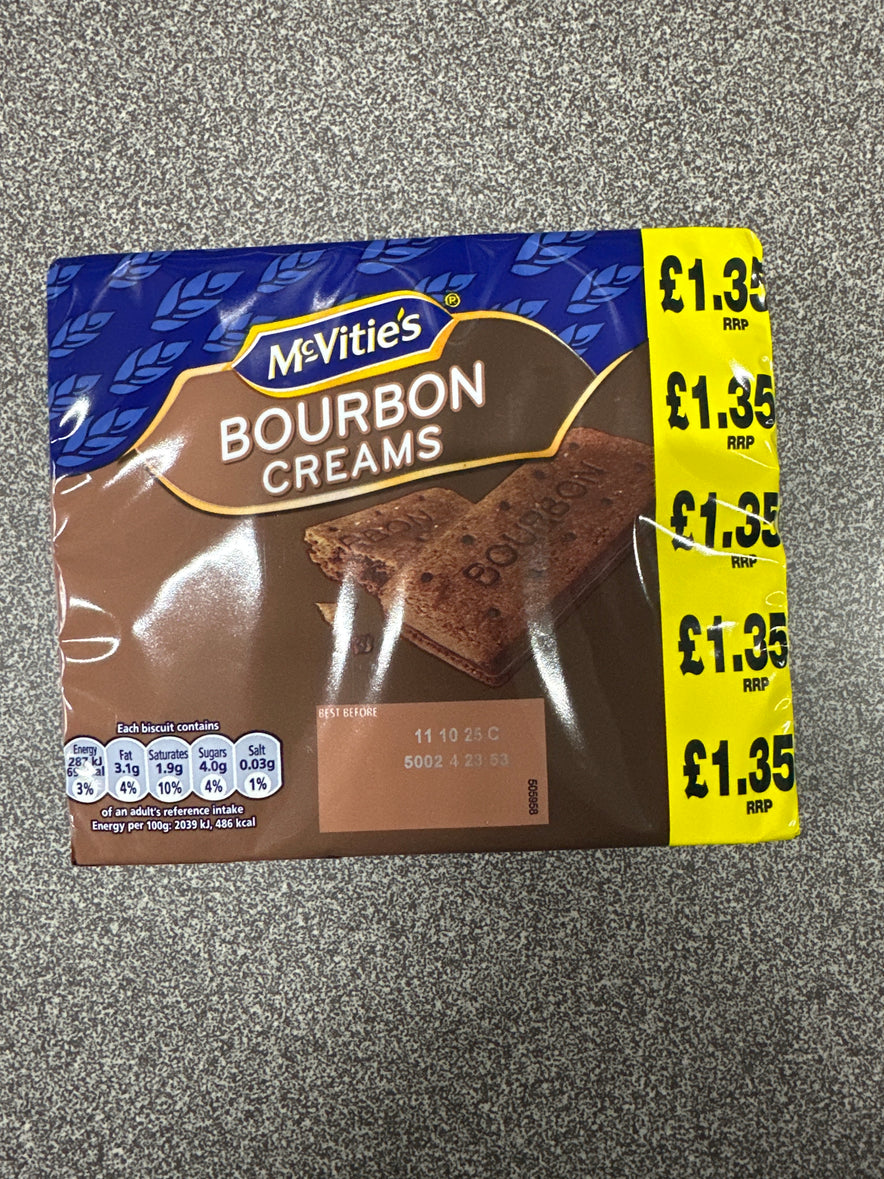 McVitie's
BOURBON
CREAMS
BOURBON
£1.35
RRP
£1.35
RRP
£1.35
RRP
£1.35
RRP
£1.35
RRP
BEST BEFORE
11 10 25 C
5002 4 23 53
505958
Each biscuit contains
Energy
287 kJ
3%
Fat
3.1g
4%
Saturates
1.9g
10%
Sugars
4.0g
4%
Salt
0.03g
1%
of an adult's reference intake
Energy per 100g: 2039 kJ, 486 kcal